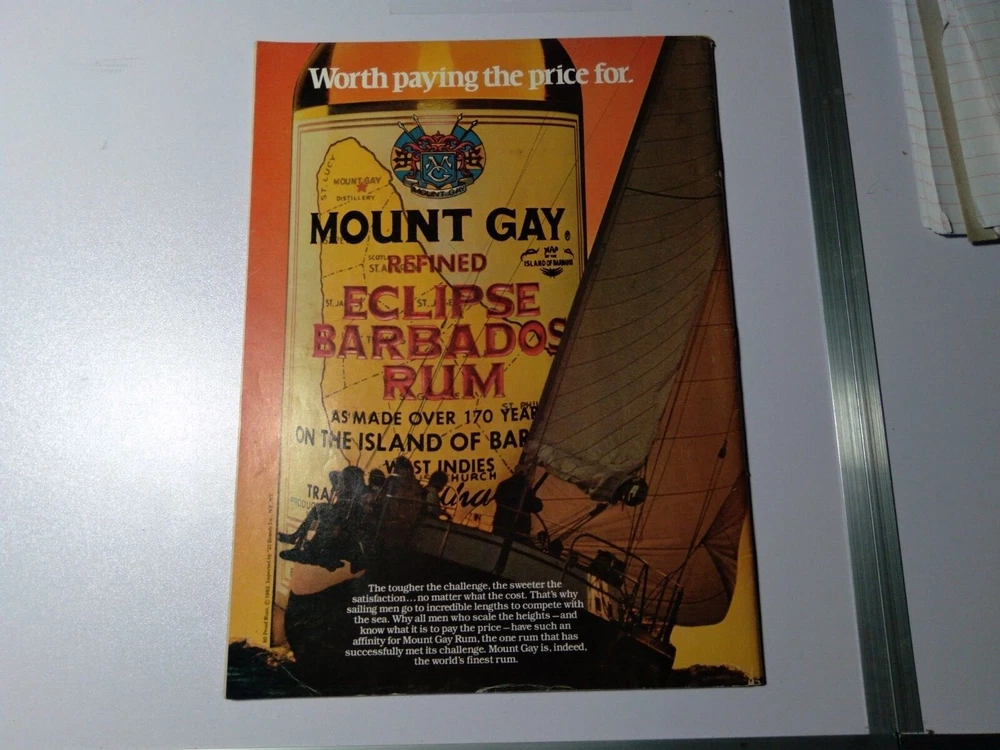 Worth paying the price for.
MOUNT GAY
ST. LUCY
MOUNT GAY
DISTILLERY
MOUNT GAY.
MAP
OF THE
ISLAND OF BARBADOS
REFINED
ECLIPSE
BARBADOS
RUM
AS MADE OVER 170 YEAR
ON THE ISLAND OF BAR
WEST INDIES
CHURCH
TRA
The tougher the challenge, the sweeter the
satisfaction...no matter what the cost. That's why
sailing men go to incredible lengths to compete with
the sea. Why all men who scale the heights—and
know what it is to pay the price—have such an
affinity for Mount Gay Rum, the one rum that has
successfully met its challenge. Mount Gay is, indeed,
the world's finest rum.